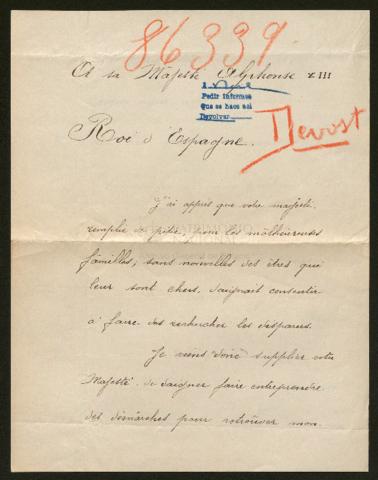 86339
A sa Majesté Alphonse XIII
Pedir informes
Que se hace así
Devolver
Devost
Roi d'Espagne.
J'ai appris que votre majesté,
remplie de pitié pour les malheureuses
familles, sans nouvelles des êtres qui
leur sont chers, daignait consentir
à faire des rechercher les disparus.
Je viens donc supplier votre
Majesté de daigner faire entreprendre
des démarches pour retrouver mon